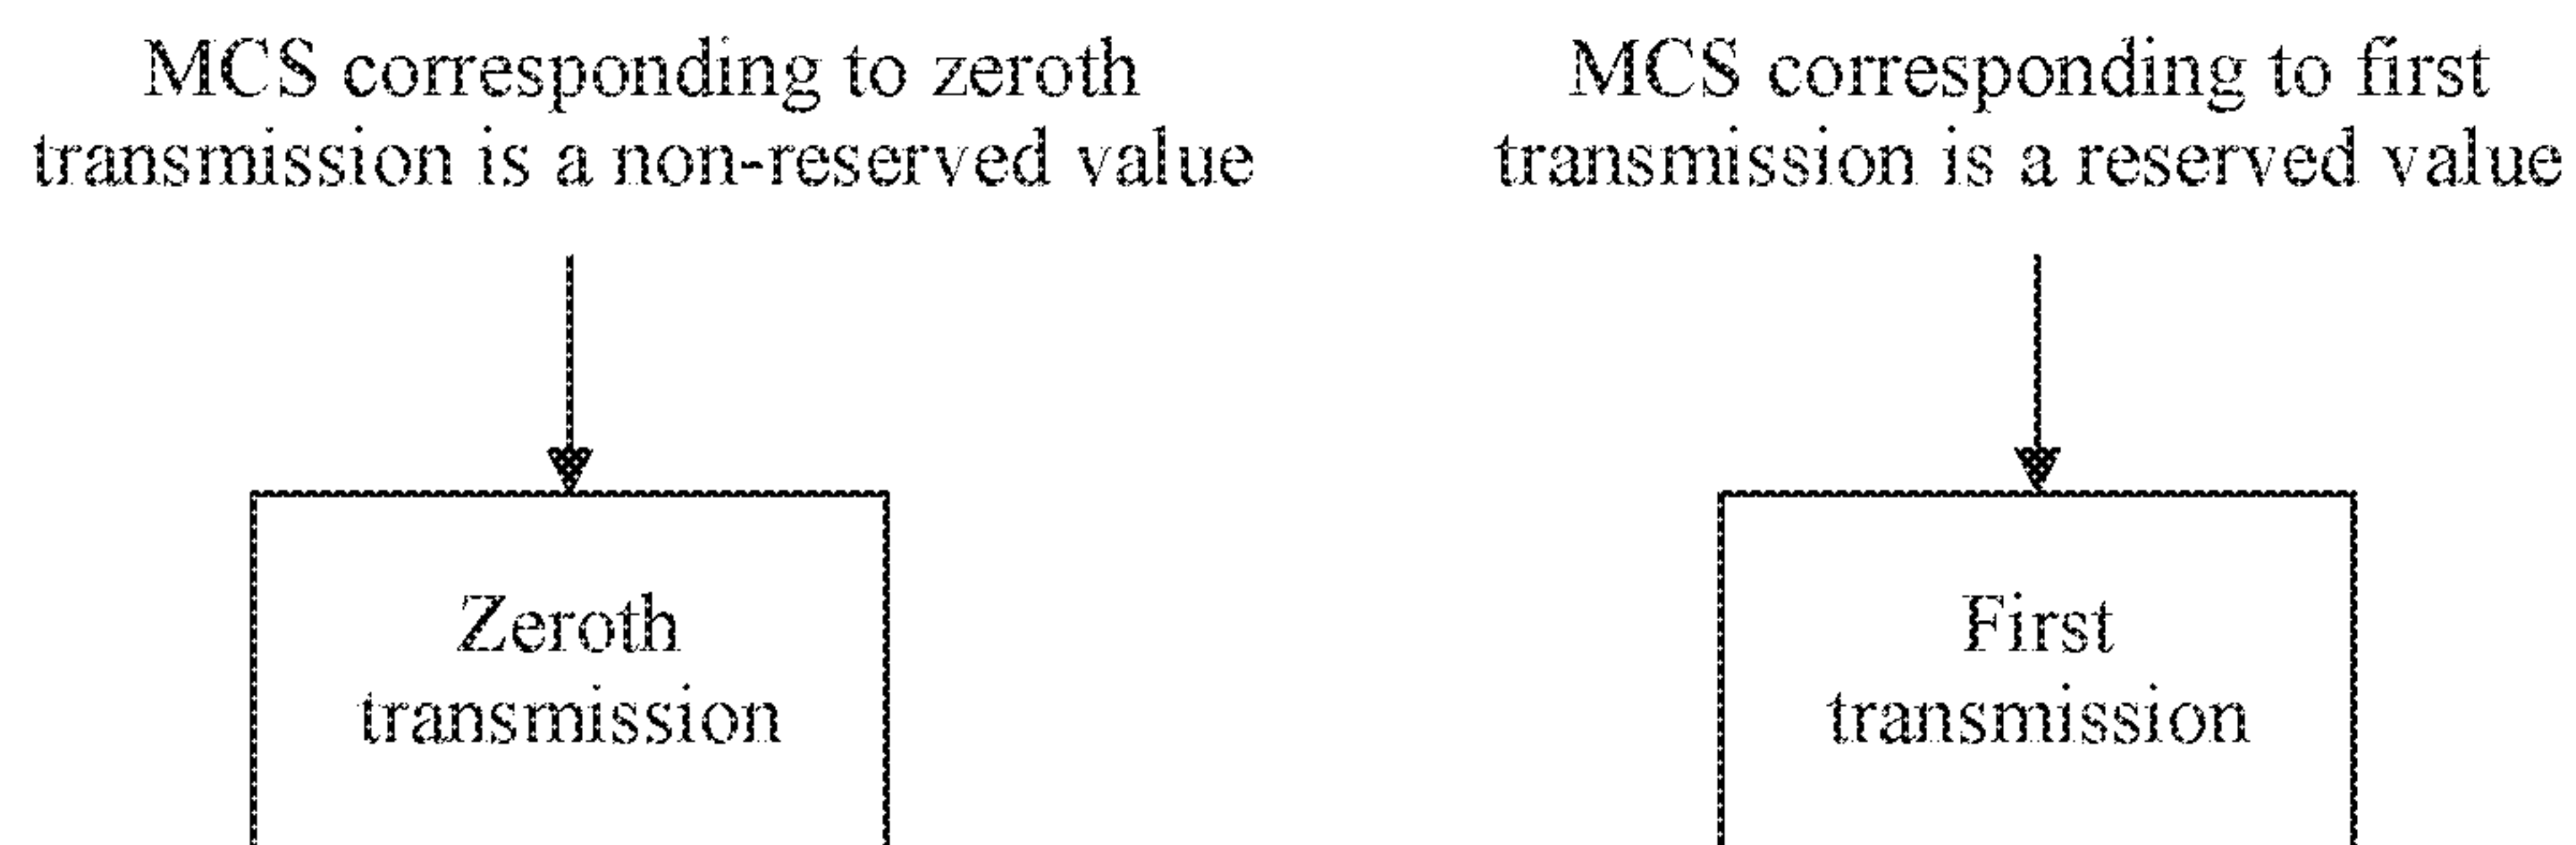 MCS corresponding to zeroth
transmission is a non-reserved value
MCS corresponding to first
transmission is a reserved value
Zeroth
transmission
First
transmission